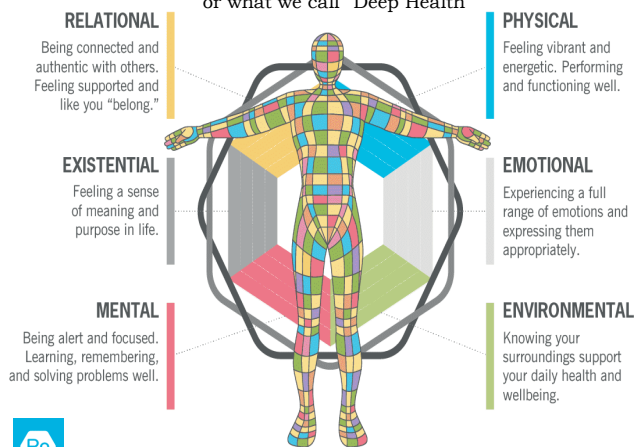 or what we call "Deep Health"
RELATIONAL
Being connected and
authentic with others.
Feeling supported and
like you “belong.”
PHYSICAL
Feeling vibrant and
energetic. Performing
and functioning well.
EXISTENTIAL
Feeling a sense
of meaning and
purpose in life.
EMOTIONAL
Experiencing a full
range of emotions and
expressing them
appropriately.
MENTAL
Being alert and focused.
Learning, remembering,
and solving problems well.
ENVIRONMENTAL
Knowing your
surroundings support
your daily health and
wellbeing.